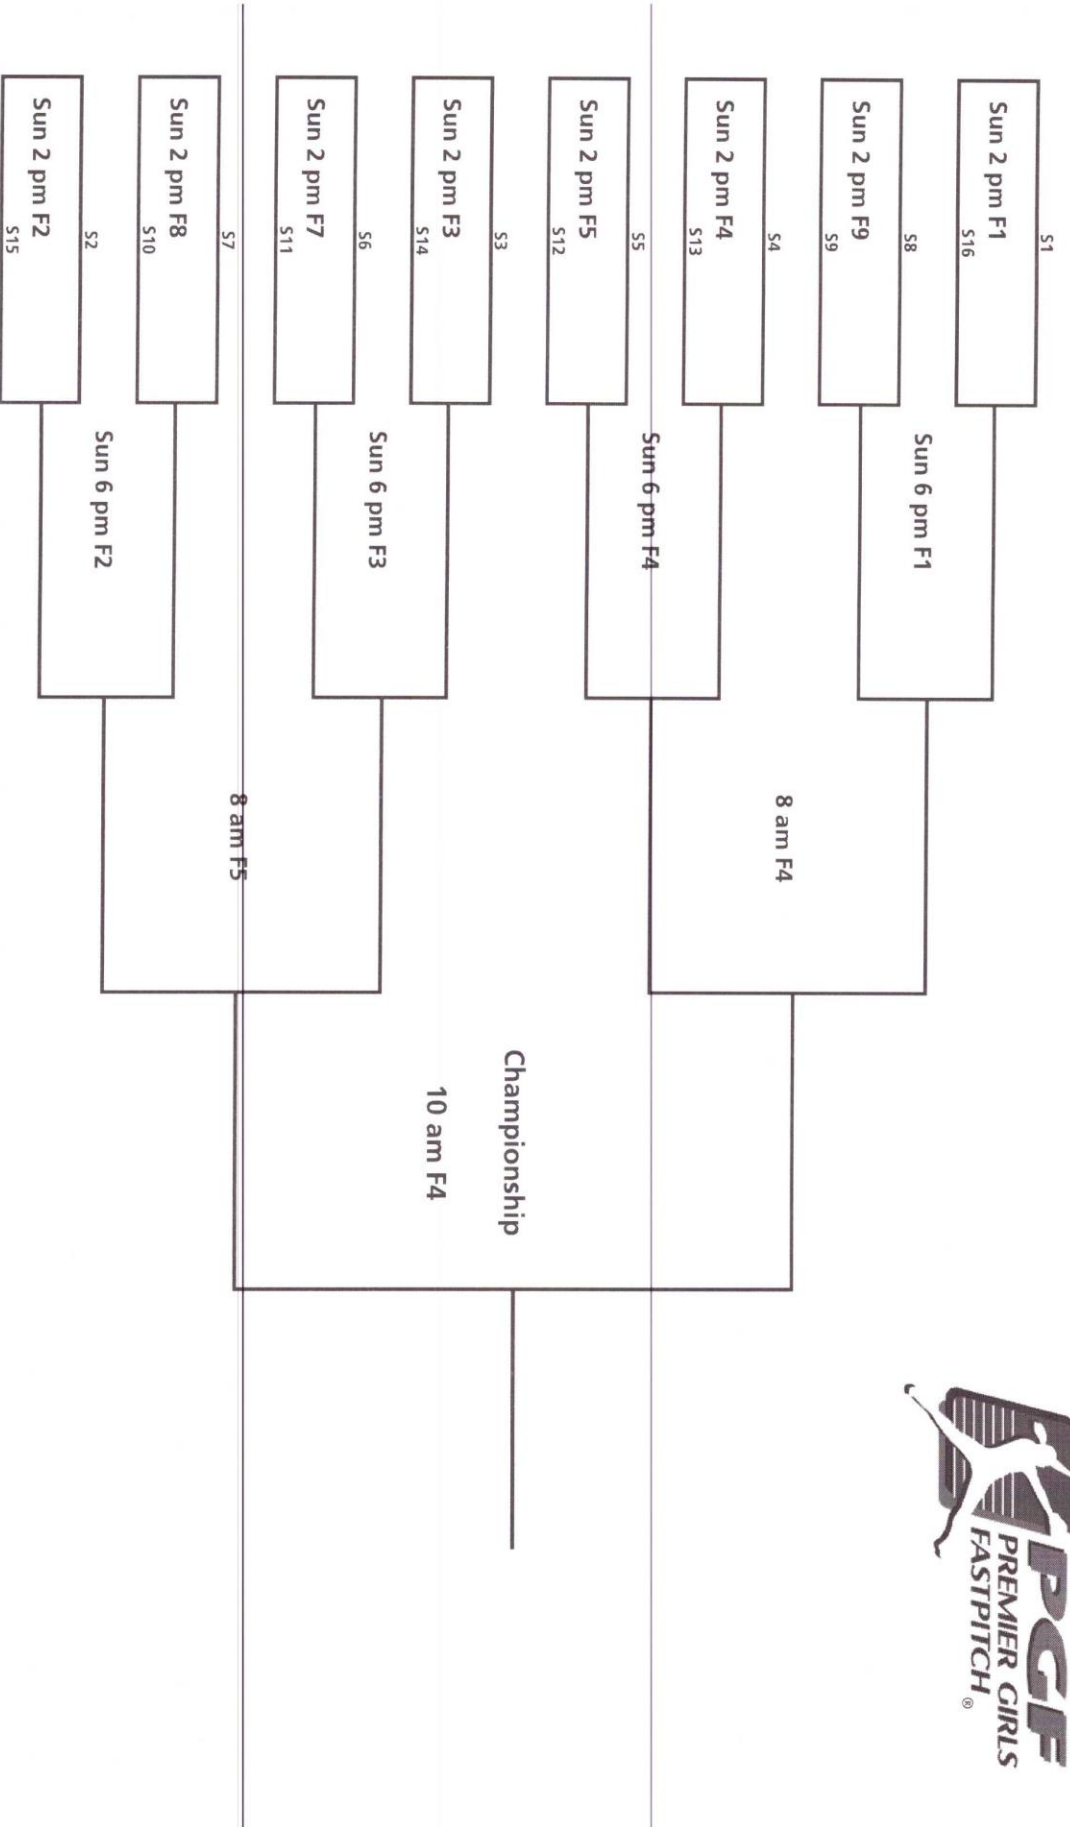 PGF
PREMIER GIRLS
FASTPITCH ®
S1
Sun 2 pm F1
S16
S8
Sun 2 pm F9
S9
S4
Sun 2 pm F4
S13
S5
Sun 2 pm F5
S12
S3
Sun 2 pm F3
S14
S6
Sun 2 pm F7
S11
S7
Sun 2 pm F8
S10
S2
Sun 2 pm F2
S15
Sun 6 pm F1
Sun 6 pm F4
Sun 6 pm F3
Sun 6 pm F2
8 am F4
8 am F5
Championship
10 am F4